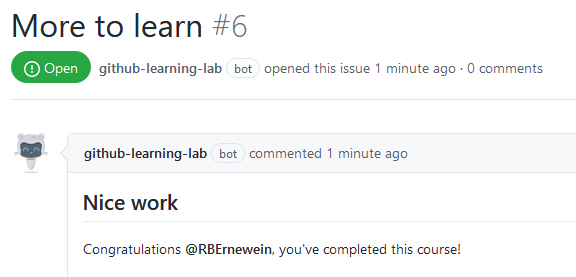 More to learn #6
Open github-learning-lab bot opened this issue 1 minute ago · 0 comments
github-learning-lab bot commented 1 minute ago
Nice work
Congratulations @RBErnewein, you've completed this course!